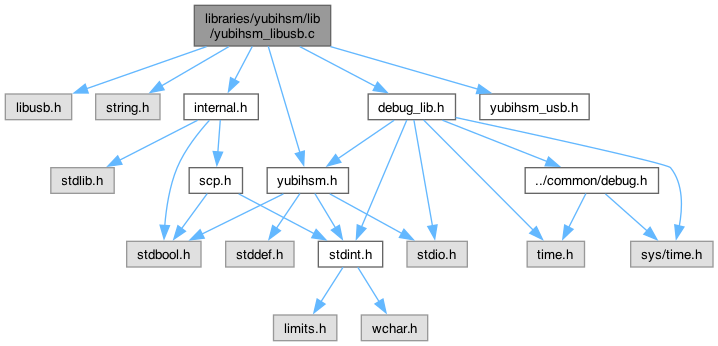 libraries/yubihsm/lib
/yubihsm_libusb.c
libusb.h
string.h
internal.h
debug_lib.h
yubihsm_usb.h
stdlib.h
scp.h
yubihsm.h
../common/debug.h
stdbool.h
stddef.h
stdint.h
stdio.h
time.h
sys/time.h
limits.h
wchar.h